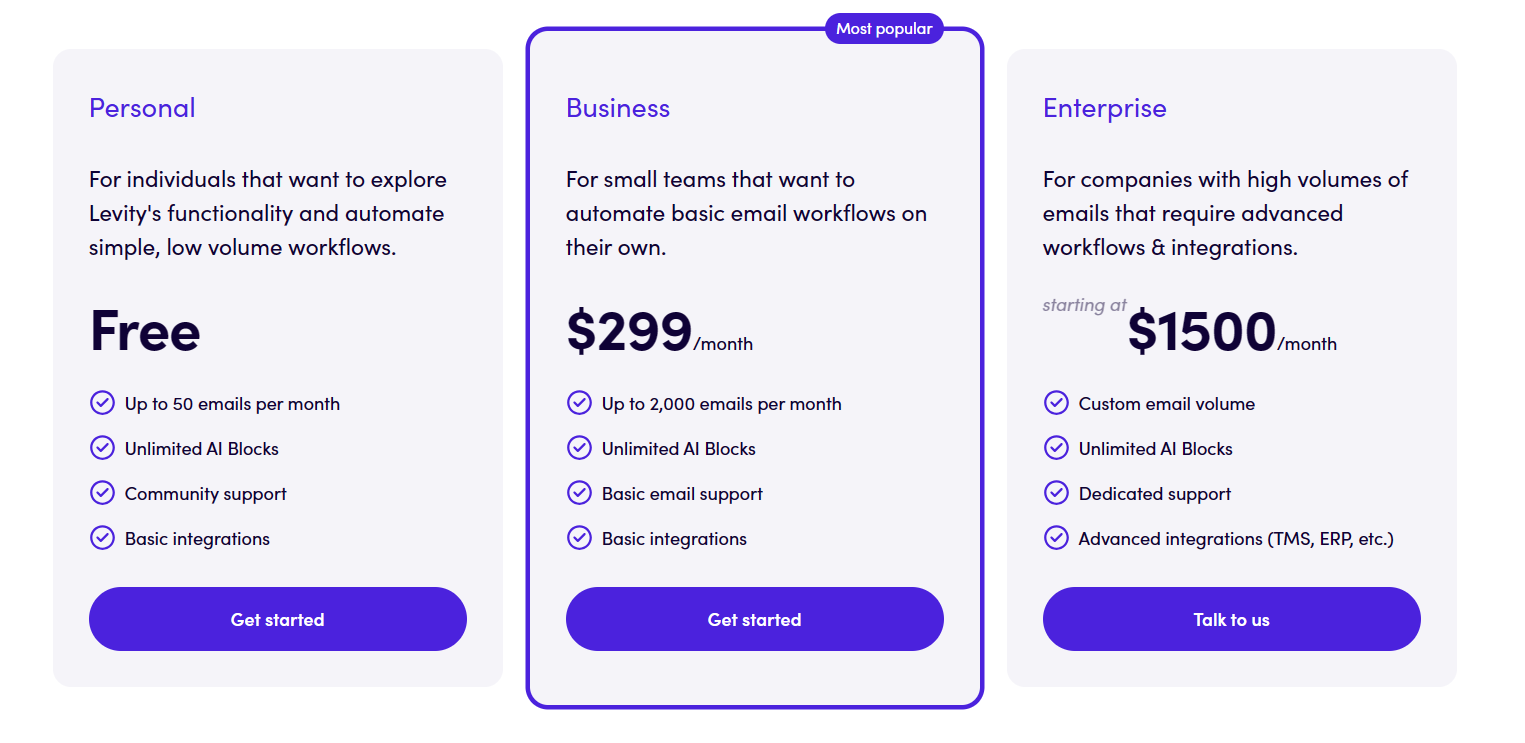 Personal
For individuals that want to explore
Levity's functionality and automate
simple, low volume workflows.
Free
Up to 50 emails per month
Unlimited AI Blocks
Community support
Basic integrations
Get started
Most popular
Business
For small teams that want to
automate basic email workflows on
their own.
$299/month
Up to 2,000 emails per month
Unlimited AI Blocks
Basic email support
Basic integrations
Get started
Enterprise
For companies with high volumes of
emails that require advanced
workflows & integrations.
starting at $1500/month
Custom email volume
Unlimited AI Blocks
Dedicated support
Advanced integrations (TMS, ERP, etc.)
Talk to us